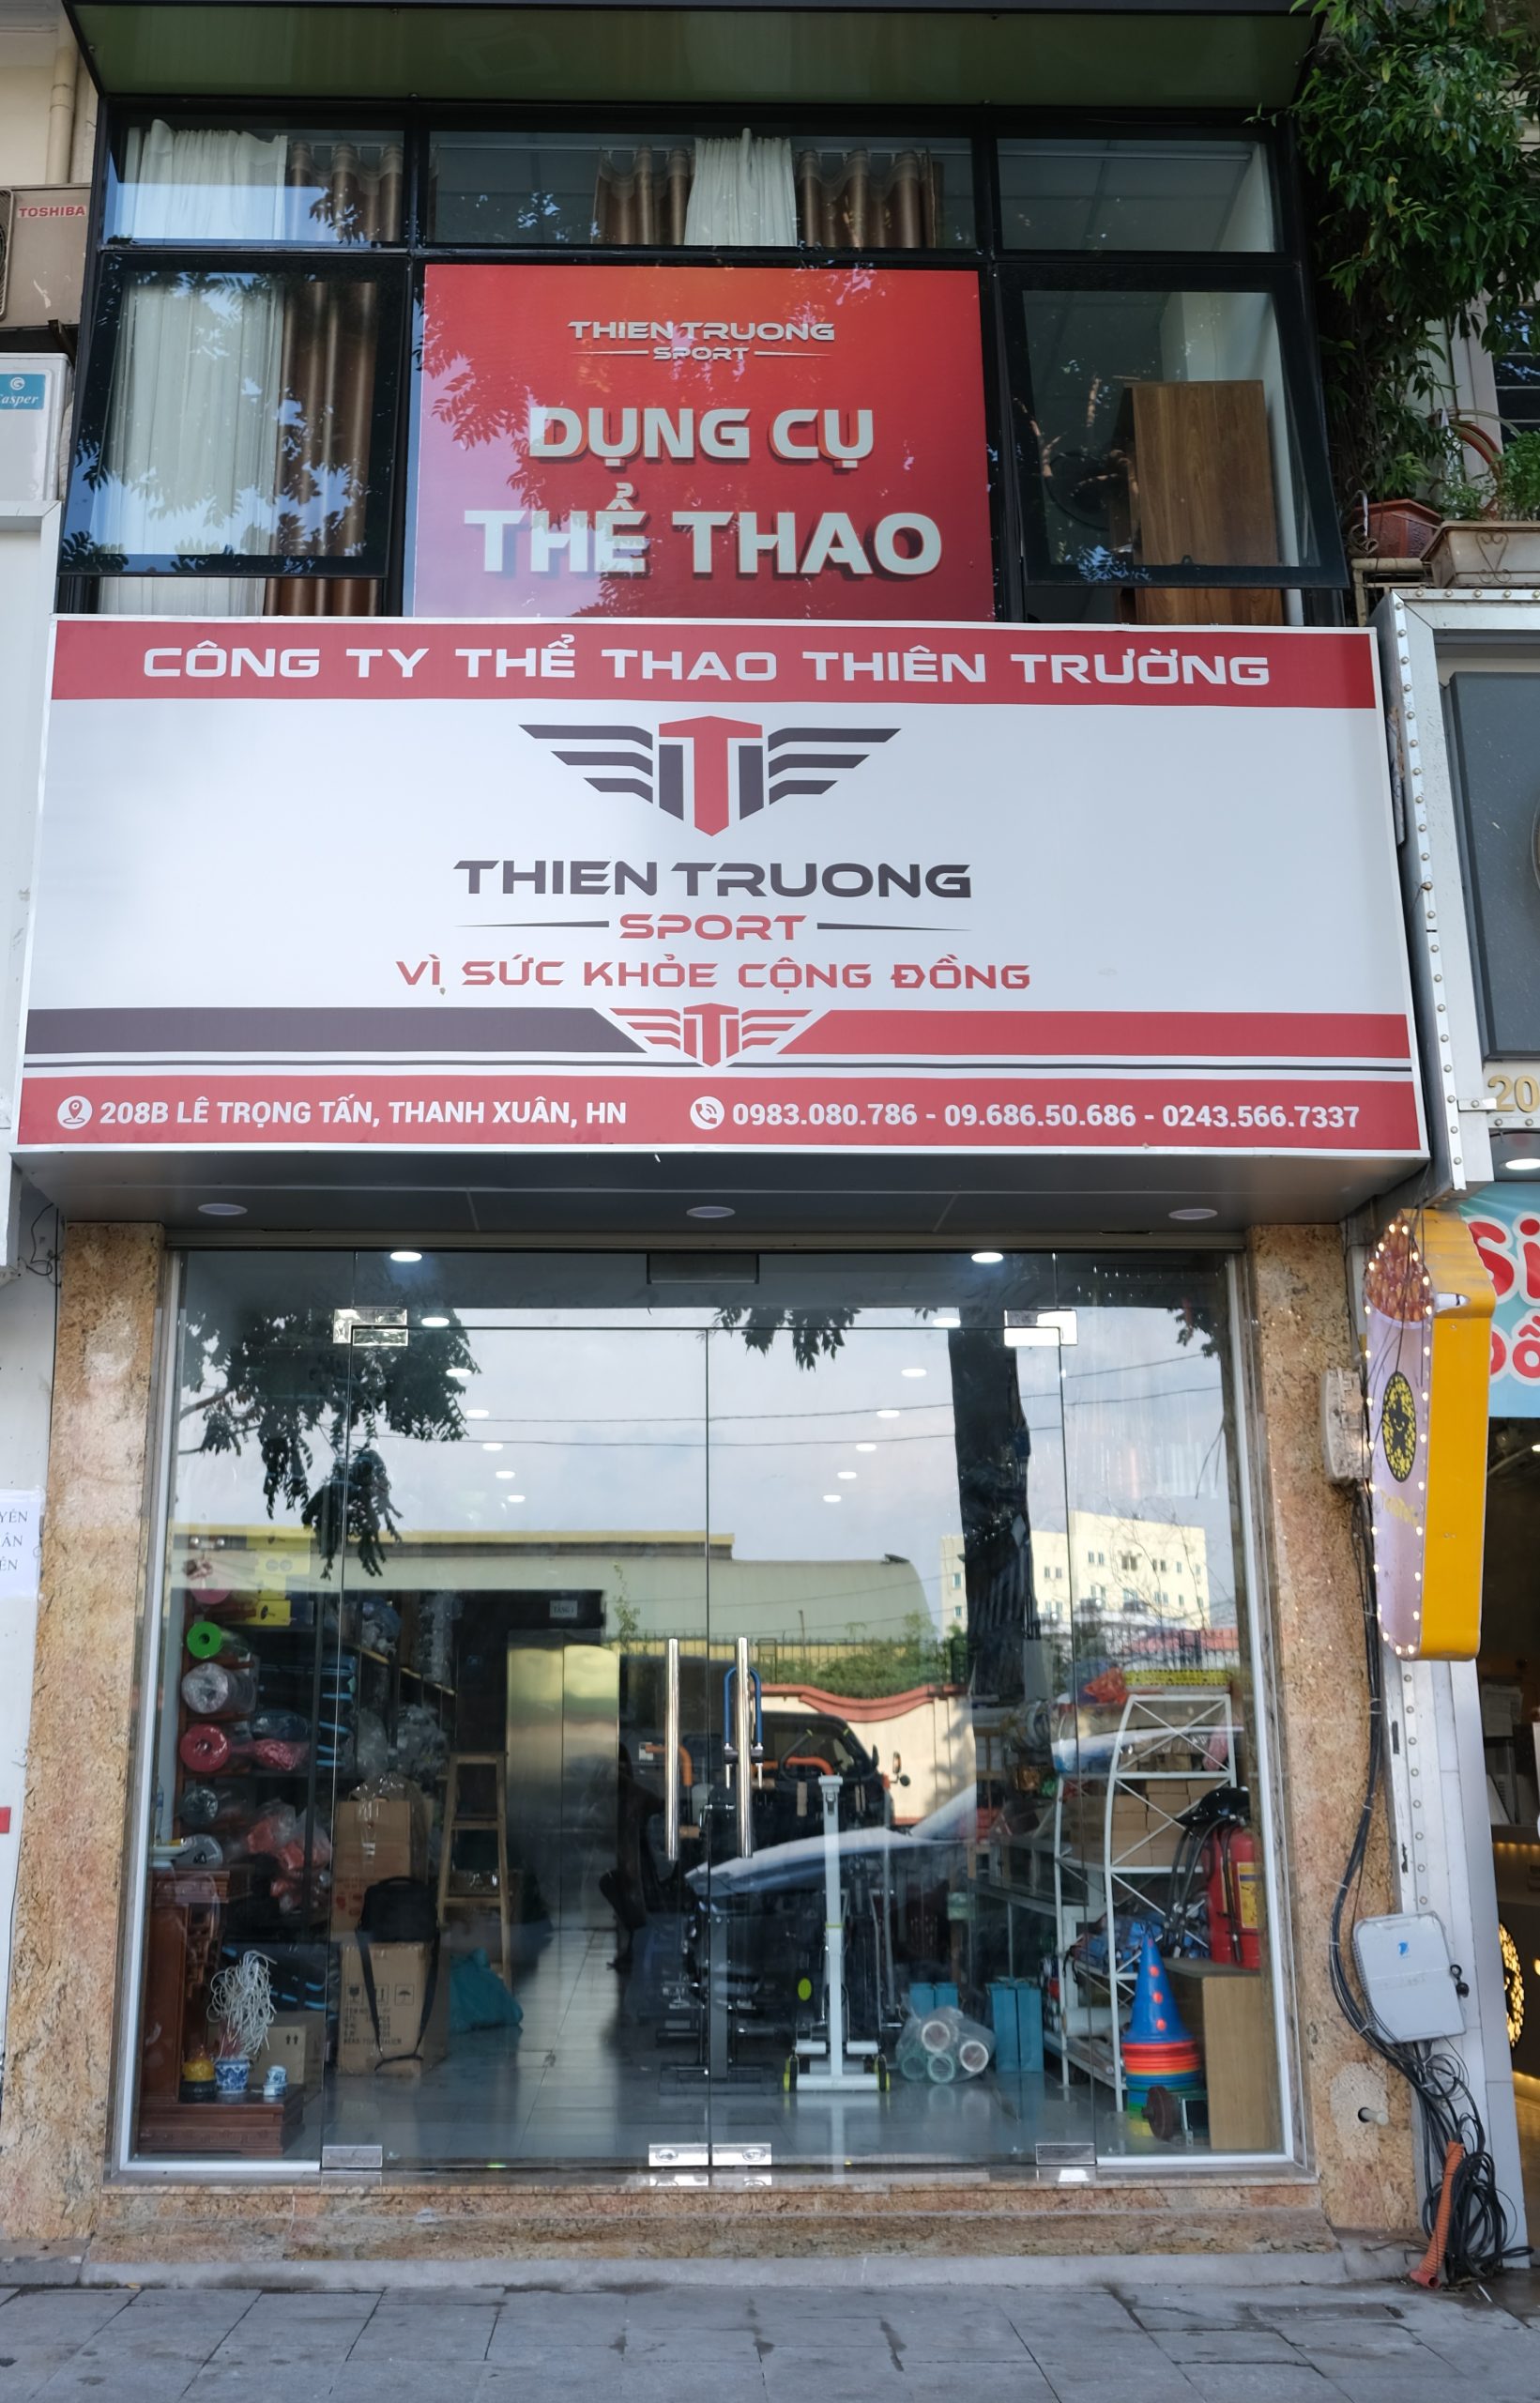 TOSHIBA
THIEN TRUONG
SPORT
Casper
DỤNG CỤ
THỂ THAO
CÔNG TY THỂ THAO THIÊN TRƯỜNG
THIEN TRUONG
SPORT
VÌ SỨC KHỎE CỘNG ĐỒNG
208B LÊ TRỌNG TẤN, THANH XUÂN, HN
0983.080.786 - 09.686.50.686 - 0243.566.7337
20